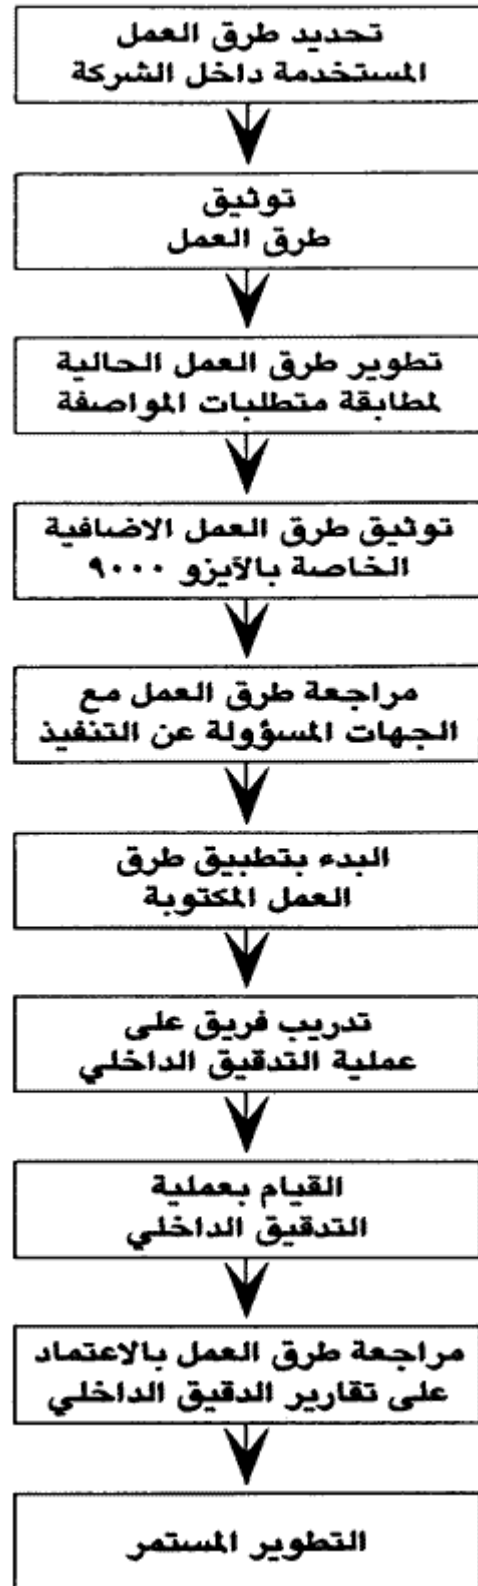 تحديد طرق العمل
المستخدمة داخل الشركة
توثيق
طرق العمل
تطوير طرق العمل الحالية
لمطابقة متطلبات المواصفة
توثيق طرق العمل الاضافية
الخاصة بالآيزو ٩٠٠٠
مراجعة طرق العمل مع
الجهات المسؤولة عن التنفيذ
البدء بتطبيق طرق
العمل المكتوبة
تدريب فريق على
عملية التدقيق الداخلي
القيام بعملية
التدقيق الداخلي
مراجعة طرق العمل بالاعتماد
على تقارير الدقيق الداخلي
التطوير المستمر